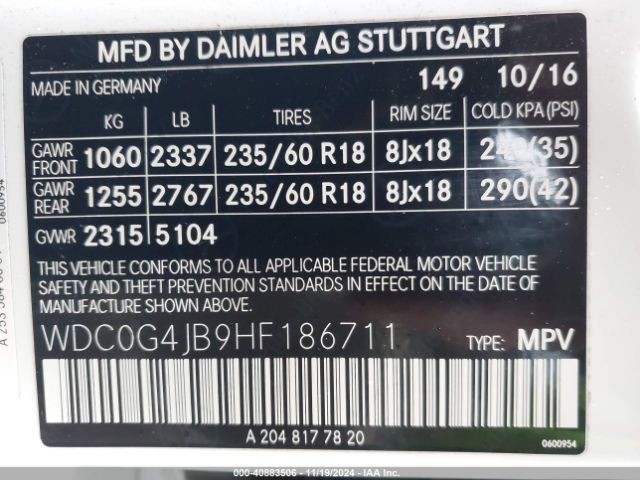 MFD BY DAIMLER AG STUTTGART
MADE IN GERMANY 149 10/16
KG LB TIRES RIM SIZE COLD KPA(PSI)
GAWR FRONT 1060 2337 235/60 R18 8Jx18 240(35)
GAWR REAR 1255 2767 235/60 R18 8Jx18 290(42)
GVWR 2315 5104
THIS VEHICLE CONFORMS TO ALL APPLICABLE FEDERAL MOTOR VEHICLE
SAFETY AND THEFT PREVENTION STANDARDS IN EFFECT ON THE DATE
OF MANUFACTURE SHOWN ABOVE.
WDC0G4JB9HF186711 TYPE: MPV
A 204 817 78 20
0600954
0600954
A 253 584
000-40883506 - 11/19/2024 - IAA Inc.